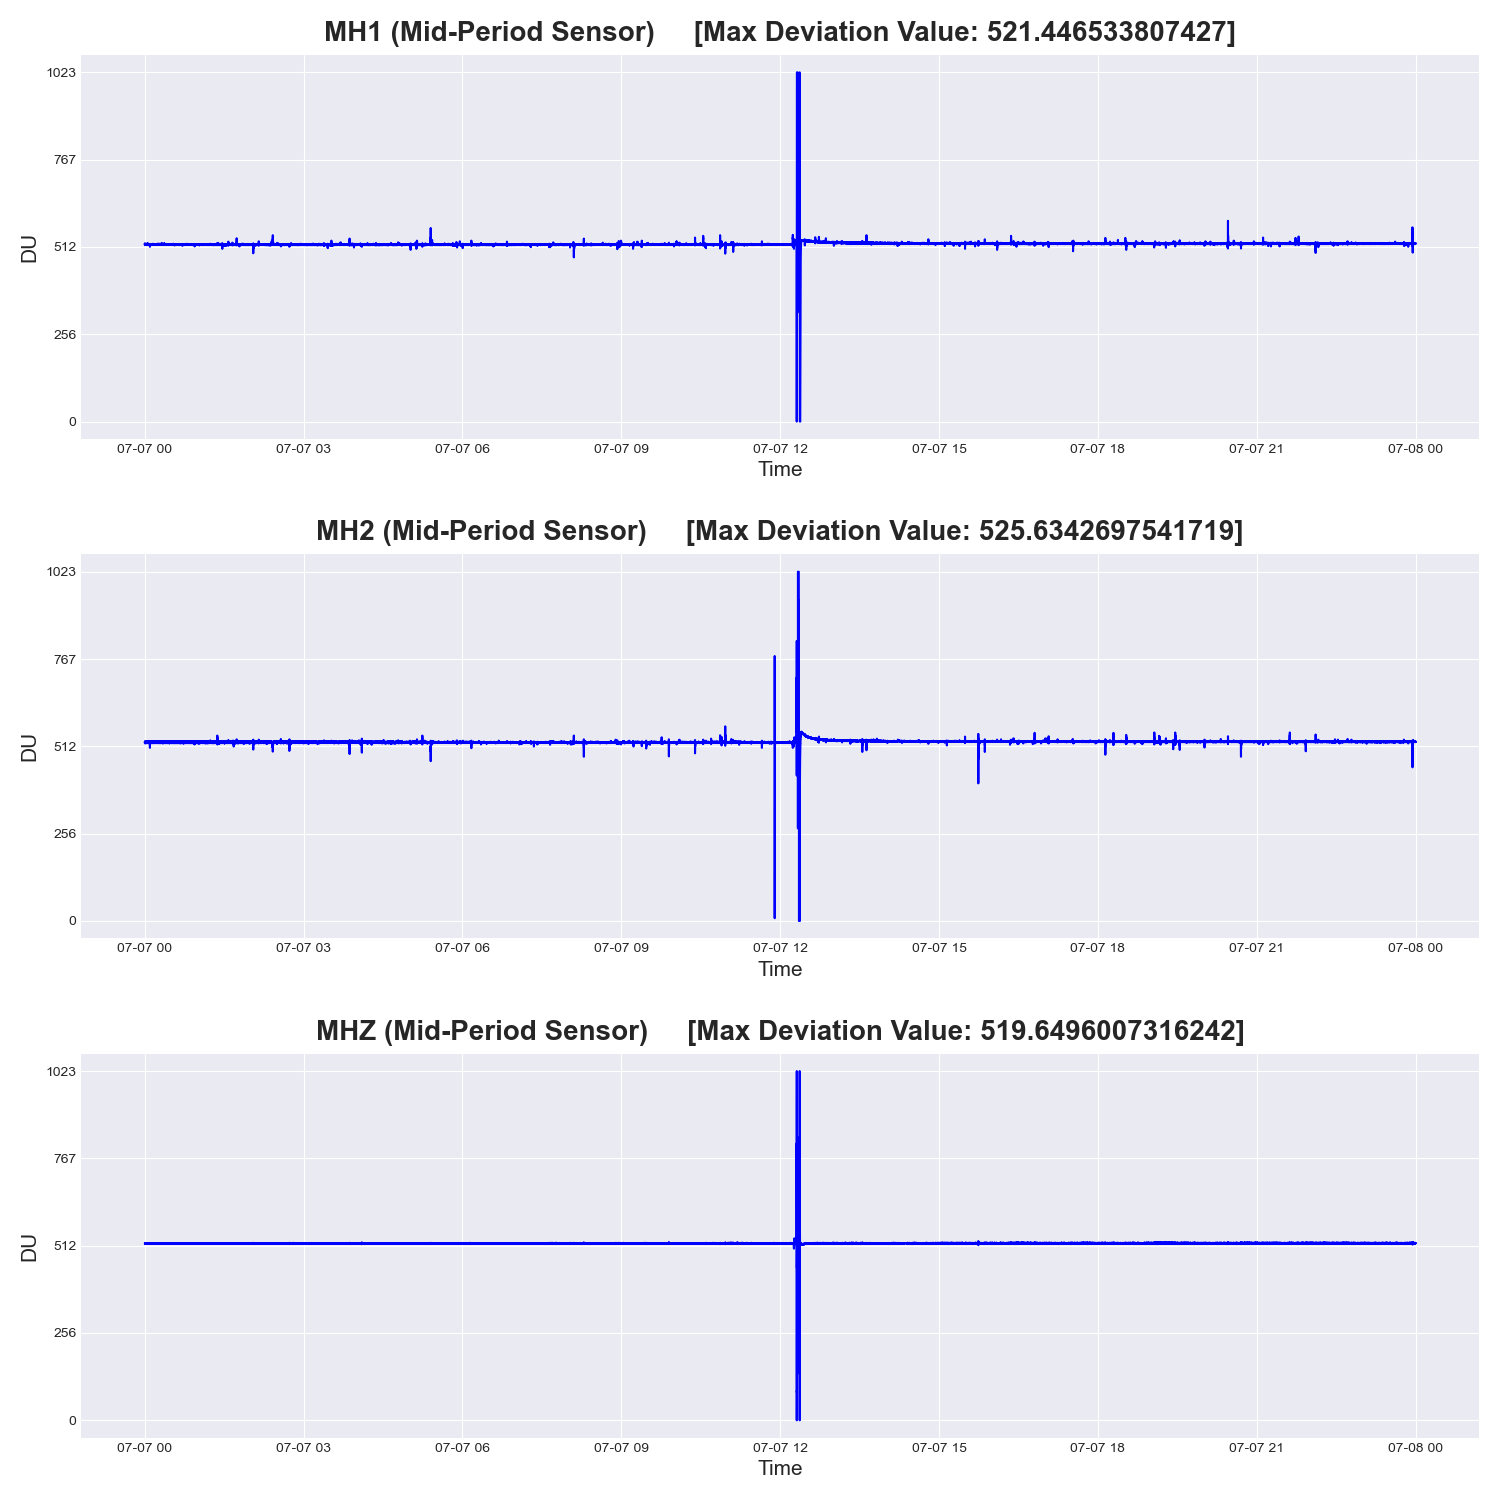 MH1 (Mid-Period Sensor) [Max Deviation Value: 521.446533807427]
1023
767
512
256
0
DU
07-07 00 07-07 03 07-07 06 07-07 09 07-07 12 07-07 15 07-07 18 07-07 21 07-08 00
Time
MH2 (Mid-Period Sensor) [Max Deviation Value: 525.6342697541719]
1023
767
512
256
0
DU
07-07 00 07-07 03 07-07 06 07-07 09 07-07 12 07-07 15 07-07 18 07-07 21 07-08 00
Time
MHZ (Mid-Period Sensor) [Max Deviation Value: 519.6496007316242]
1023
767
512
256
0
DU
07-07 00 07-07 03 07-07 06 07-07 09 07-07 12 07-07 15 07-07 18 07-07 21 07-08 00
Time